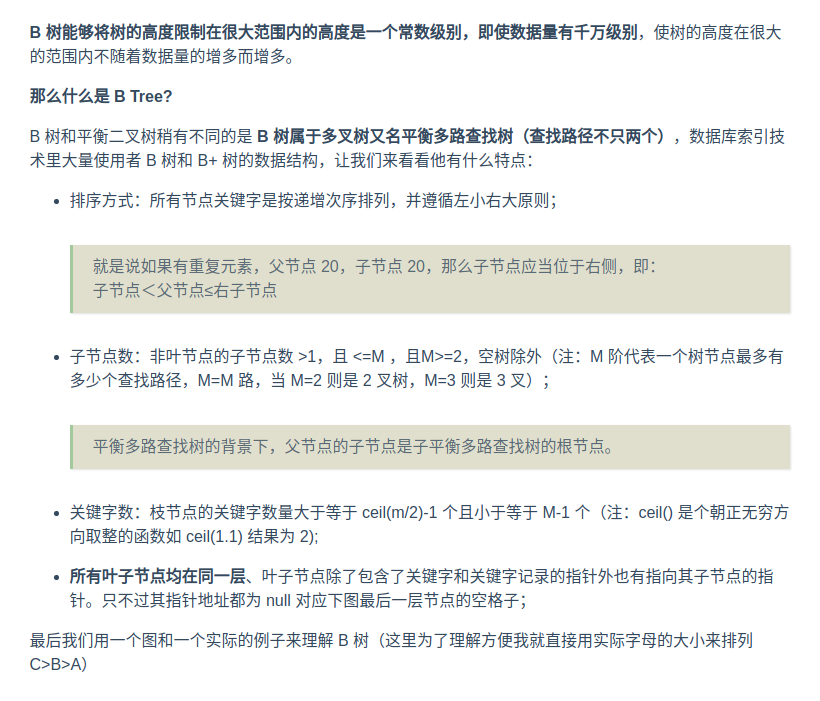 B 树能够将树的高度限制在很大范围内的高度是一个常数级别，即使数据量有千万级别，使树的高度在很大
的范围内不随着数据量的增多而增多。
那么什么是 B Tree?
B 树和平衡二叉树稍有不同的是 B 树属于多叉树又名平衡多路查找树（查找路径不只两个），数据库索引技
术里大量使用者 B 树和 B+ 树的数据结构，让我们来看看他有什么特点：
• 排序方式：所有节点关键字是按递增次序排列，并遵循左小右大原则；
就是说如果有重复元素，父节点 20，子节点 20，那么子节点应当位于右侧，即：
子节点＜父节点≤右子节点
• 子节点数：非叶节点的子节点数 >1，且 <=M ，且M>=2，空树除外（注：M 阶代表一个树节点最多有
多少个查找路径，M=M 路，当 M=2 则是 2 叉树，M=3 则是 3 叉）；
平衡多路查找树的背景下，父节点的子节点是子平衡多路查找树的根节点。
• 关键字数：枝节点的关键字数量大于等于 ceil(m/2)-1 个且小于等于 M-1 个（注：ceil() 是个朝正无穷方
向取整的函数如 ceil(1.1) 结果为 2);
• 所有叶子节点均在同一层、叶子节点除了包含了关键字和关键字记录的指针外也有指向其子节点的指
针。只不过其指针地址都为 null 对应下图最后一层节点的空格子；
最后我们用一个图和一个实际的例子来理解 B 树（这里为了理解方便我就直接用实际字母的大小来排列
C>B>A）